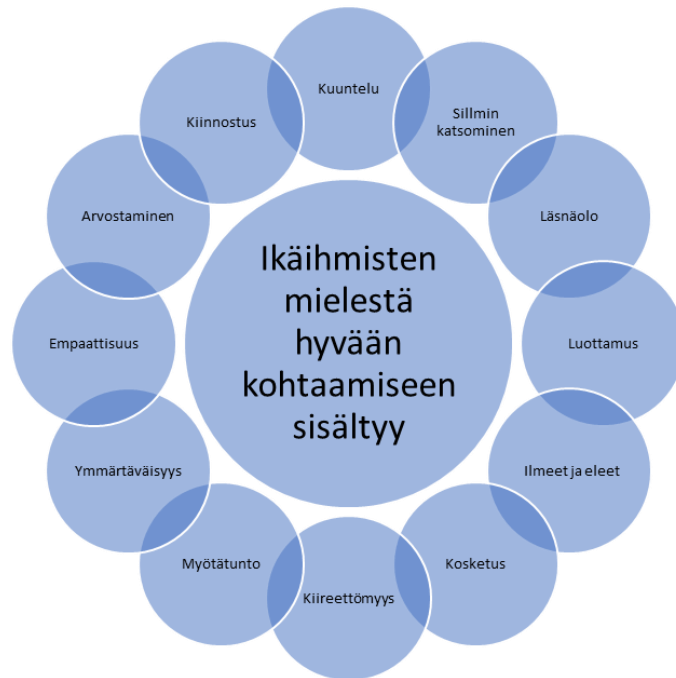 Kuuntelu
Sillmin
katsominen
Läsnäolo
Luottamus
Ilmeet ja eleet
Kosketus
Kiireettömyys
Myötätunto
Ymmärtäväisyys
Empaattisuus
Arvostaminen
Kiinnostus
Ikäihmisten
mielestä
hyvään
kohtaamiseen
sisältyy